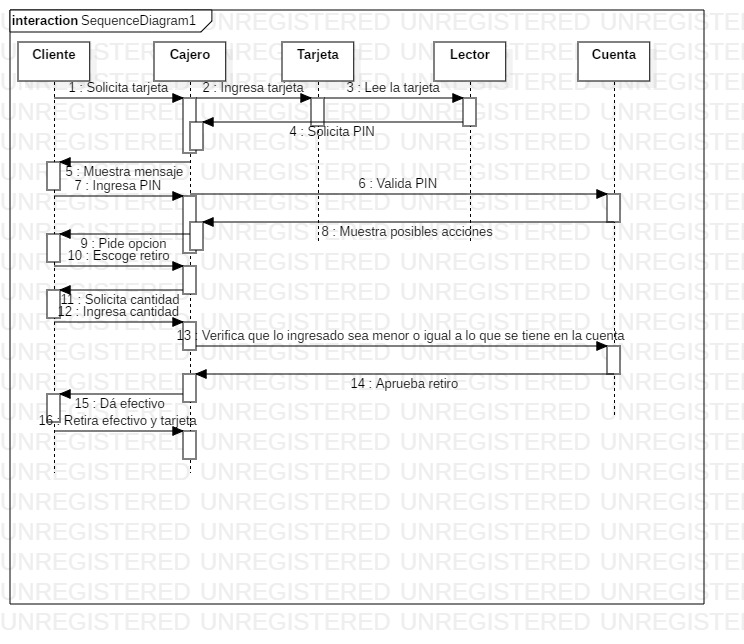 interaction SequenceDiagram1
Cliente
Cajero
Tarjeta
Lector
Cuenta
1 : Solicita tarjeta
2 : Ingresa tarjeta
3 : Lee la tarjeta
4 : Solicita PIN
5 : Muestra mensaje
6 : Valida PIN
7 : Ingresa PIN
8 : Muestra posibles acciones
9 : Pide opcion
10 : Escoge retiro
11 : Solicita cantidad
12 : Ingresa cantidad
13 : Verifica que lo ingresado sea menor o igual a lo que se tiene en la cuenta
14 : Aprueba retiro
15 : Dá efectivo
16 : Retira efectivo y tarjeta
UNREGISTERED